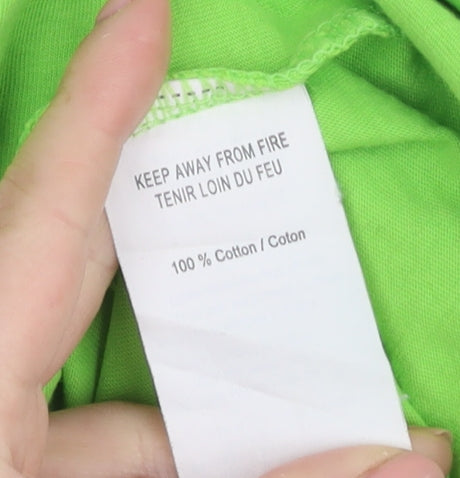 KEEP AWAY FROM FIRE
TENIR LOIN DU FEU
100 % Cotton / Coton